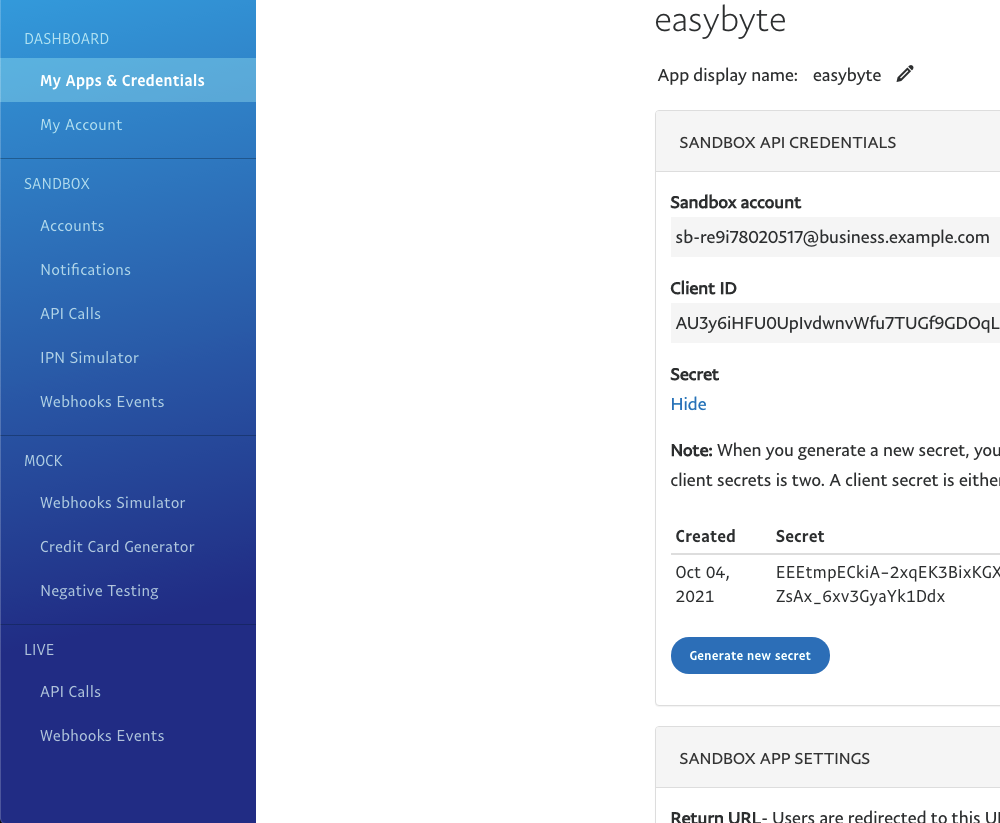 DASHBOARD
My Apps & Credentials
My Account
SANDBOX
Accounts
Notifications
API Calls
IPN Simulator
Webhooks Events
MOCK
Webhooks Simulator
Credit Card Generator
Negative Testing
LIVE
API Calls
Webhooks Events
easybyte
App display name: easybyte
SANDBOX API CREDENTIALS
Sandbox account
sb-re9i78020517@business.example.com
Client ID
AU3y6iHFU0UpIvdwnvWfu7TUGf9GDOqL
Secret
Hide
Note: When you generate a new secret, you
client secrets is two. A client secret is either
Created Secret
Oct 04, EEEtmpECkiA-2xqEK3BixKGX
2021 ZsAx_6xv3GyaYk1Ddx
Generate new secret
SANDBOX APP SETTINGS
Return URL- Users are redirected to this UR